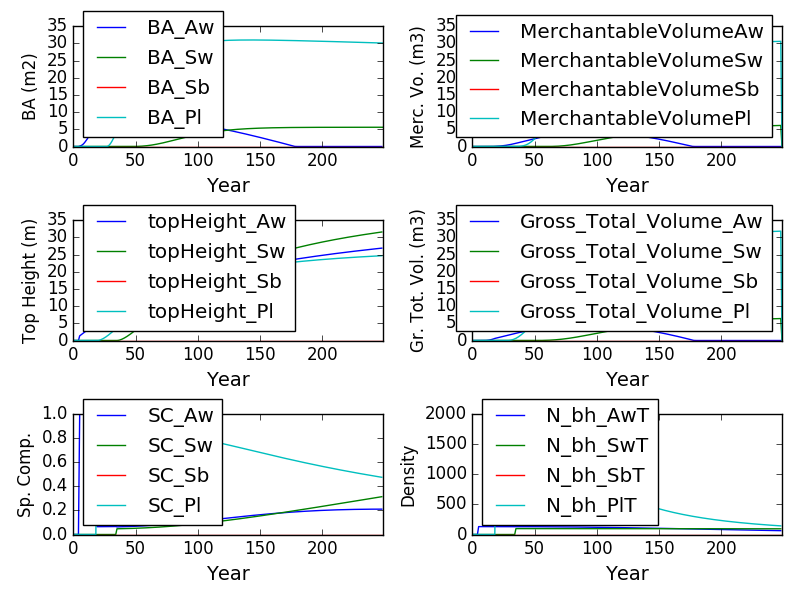 BA (m2)
35
30
25
20
15
10
5
0
BA_Aw
BA_Sw
BA_Sb
BA_Pl
0 50 100 150 200
Year
Merc. Vo. (m3)
35
30
25
20
15
10
5
0
MerchantableVolumeAw
MerchantableVolumeSw
MerchantableVolumeSb
MerchantableVolumePl
0 50 100 150 200
Year
Top Height (m)
35
30
25
20
15
10
5
0
topHeight_Aw
topHeight_Sw
topHeight_Sb
topHeight_Pl
0 50 100 150 200
Year
Gr. Tot. Vol. (m3)
35
30
25
20
15
10
5
0
Gross_Total_Volume_Aw
Gross_Total_Volume_Sw
Gross_Total_Volume_Sb
Gross_Total_Volume_Pl
0 50 100 150 200
Year
Sp. Comp.
1.0
0.8
0.6
0.4
0.2
0.0
SC_Aw
SC_Sw
SC_Sb
SC_Pl
0 50 100 150 200
Year
Density
2000
1500
1000
500
0
N_bh_AwT
N_bh_SwT
N_bh_SbT
N_bh_PlT
0 50 100 150 200
Year